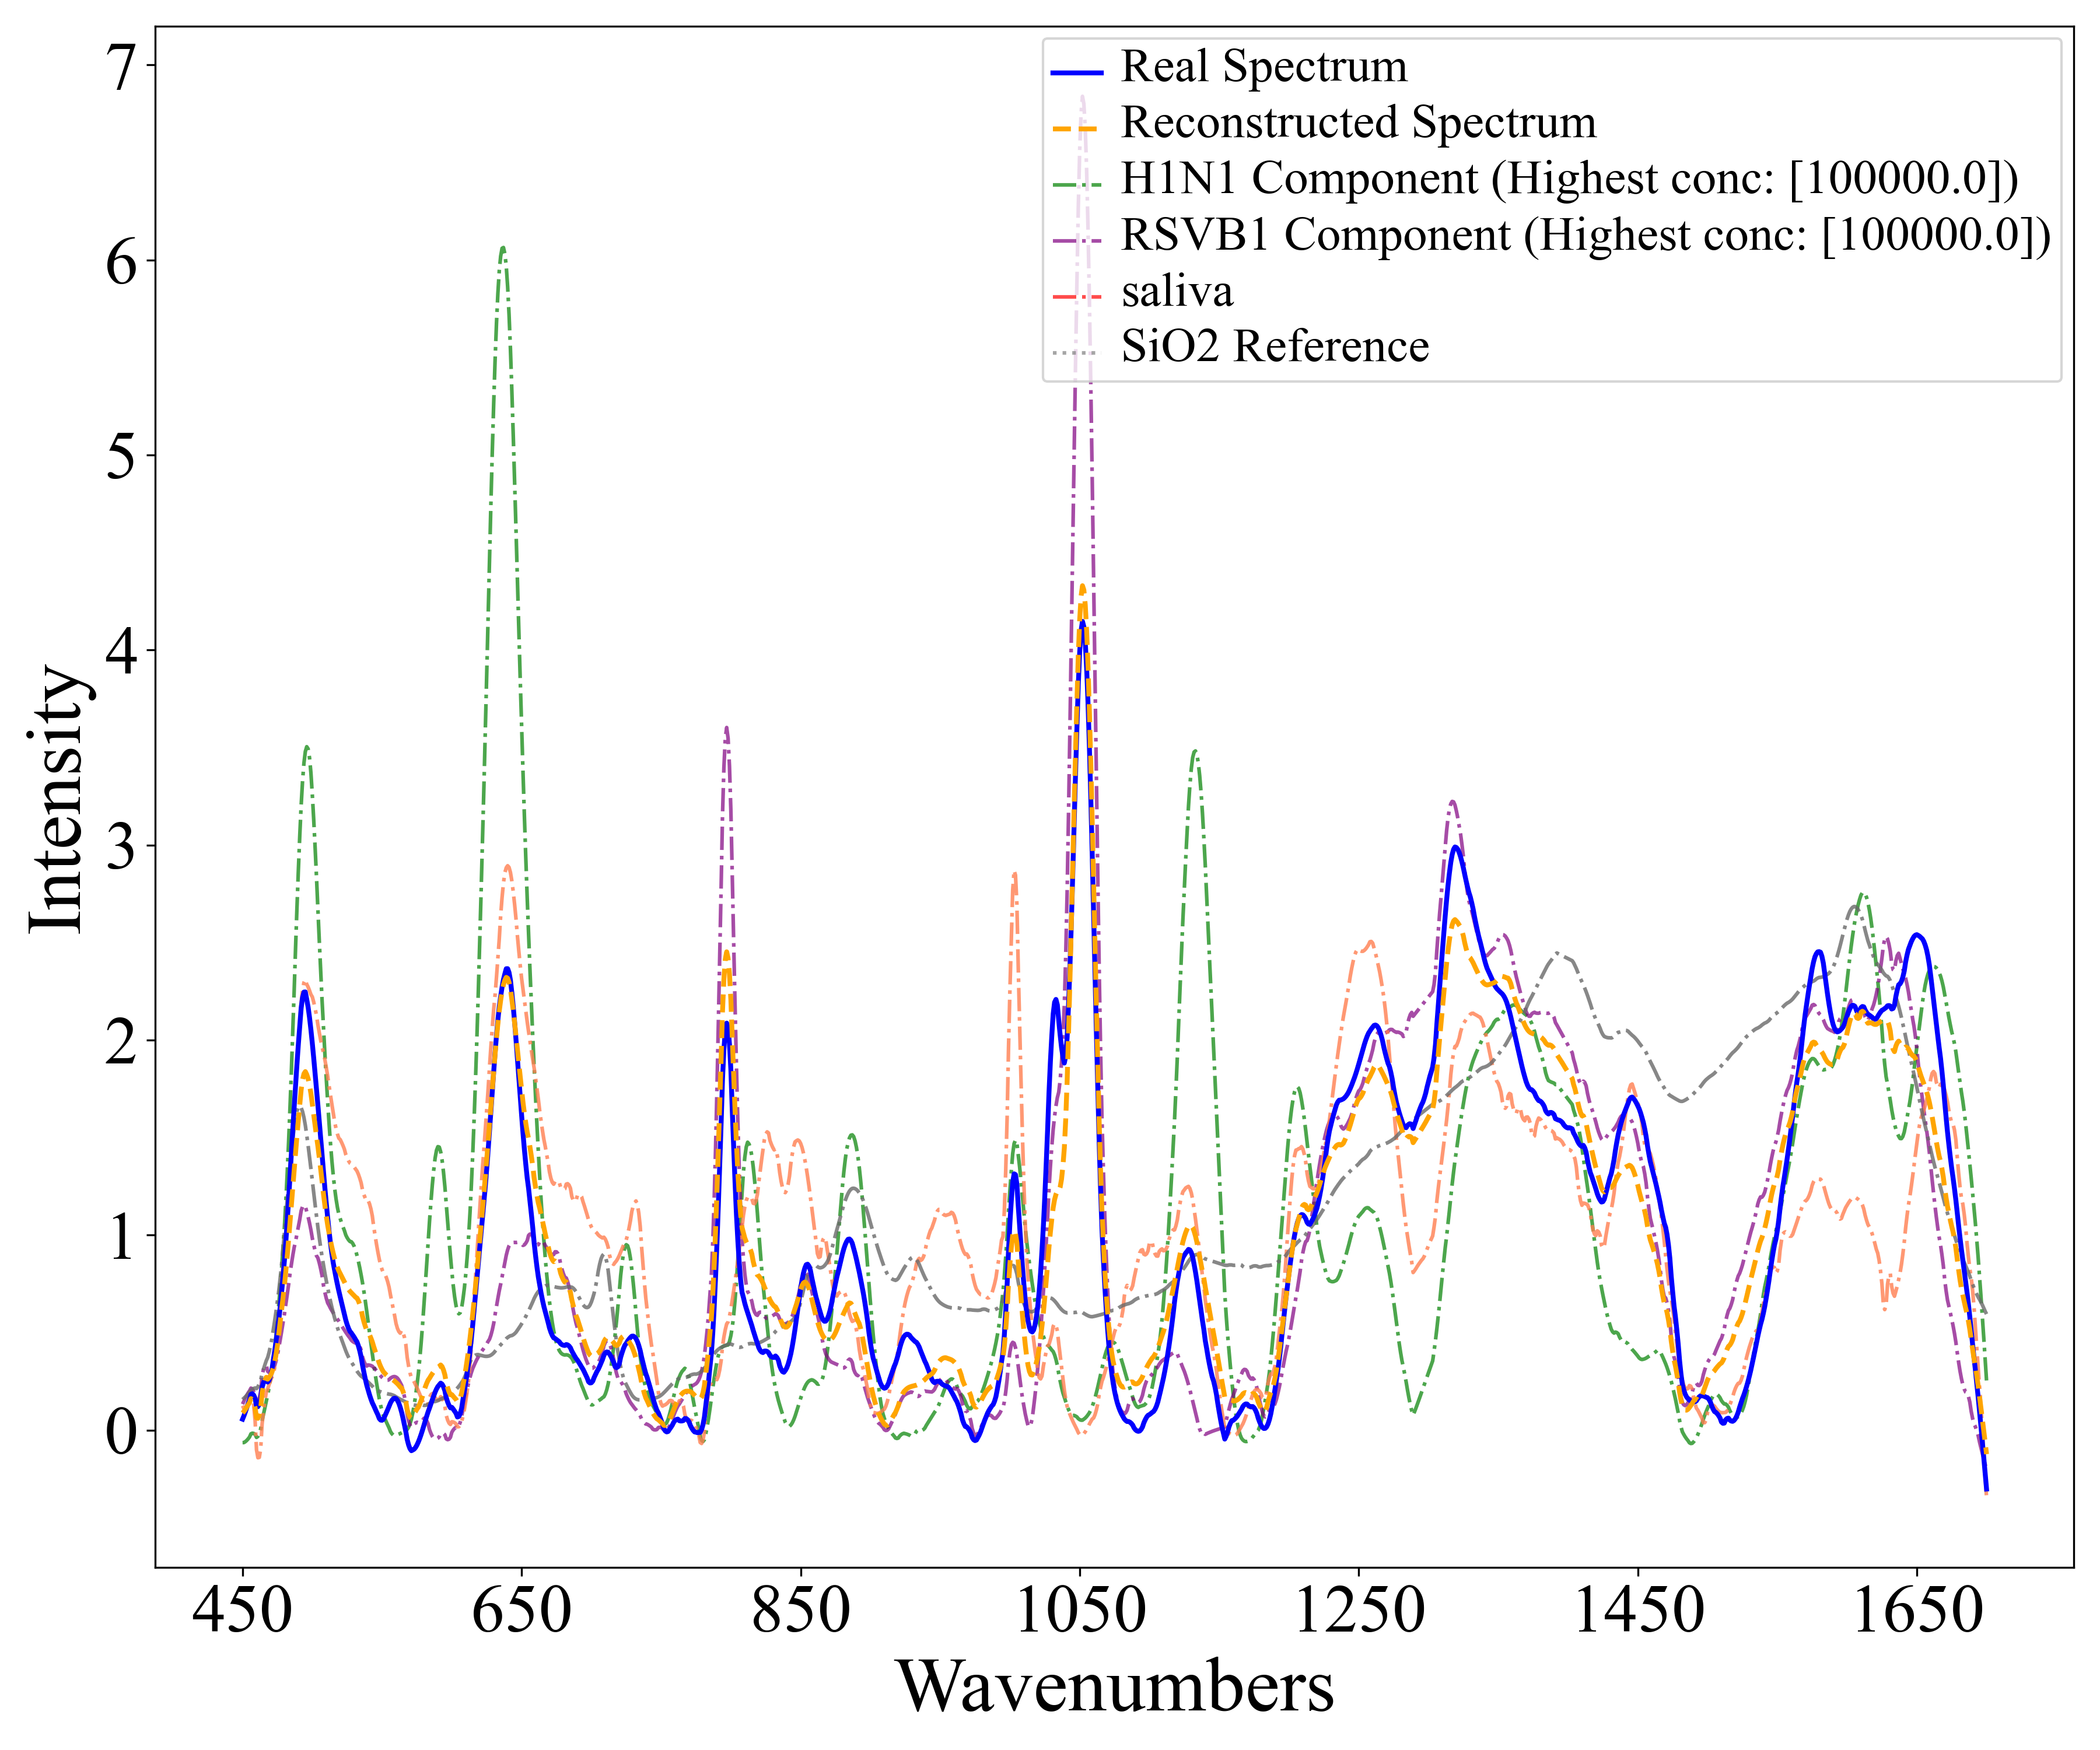 Real Spectrum
Reconstructed Spectrum
H1N1 Component (Highest conc: [100000.0])
RSVB1 Component (Highest conc: [100000.0])
saliva
SiO2 Reference
7
6
5
4
3
2
1
0
Intensity
450 650 850 1050 1250 1450 1650
Wavenumbers